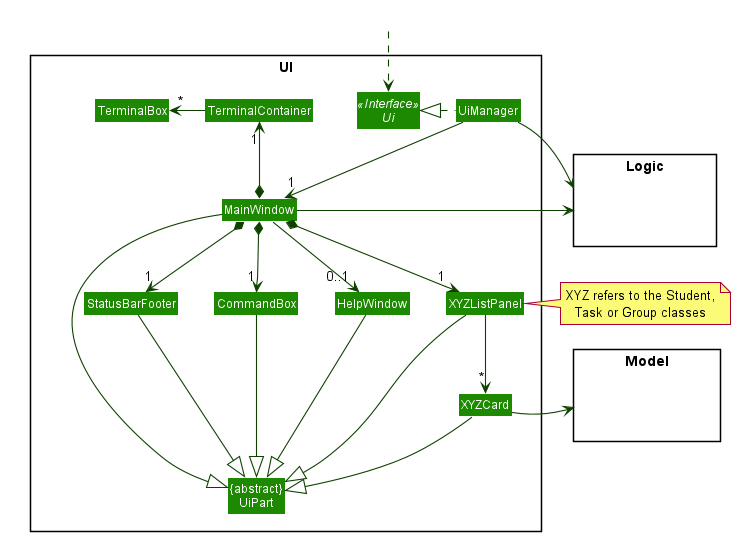 UI
TerminalBox
*
TerminalContainer
1
«Interface»
Ui
UiManager
1
Logic
MainWindow
1
StatusBarFooter
1
CommandBox
0..1
HelpWindow
1
XYZListPanel
XYZ refers to the Student,
Task or Group classes
*
XYZCard
Model
{abstract}
UiPart